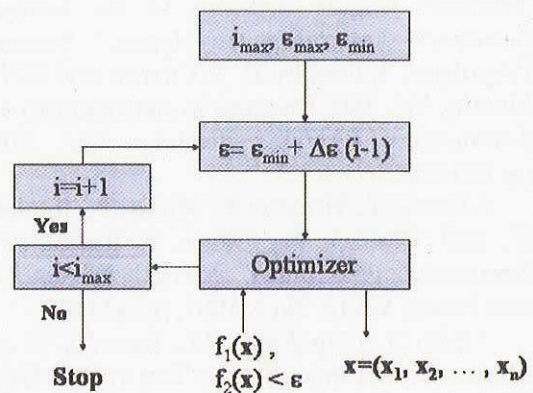 i_max, ε_max, ε_min
ε= ε_min+ Δε (i-1)
i=i+1
Yes
i<i_max
Optimizer
No
Stop
f_1(x) ,
f_2(x) < ε
x=(x_1, x_2, … , x_n)